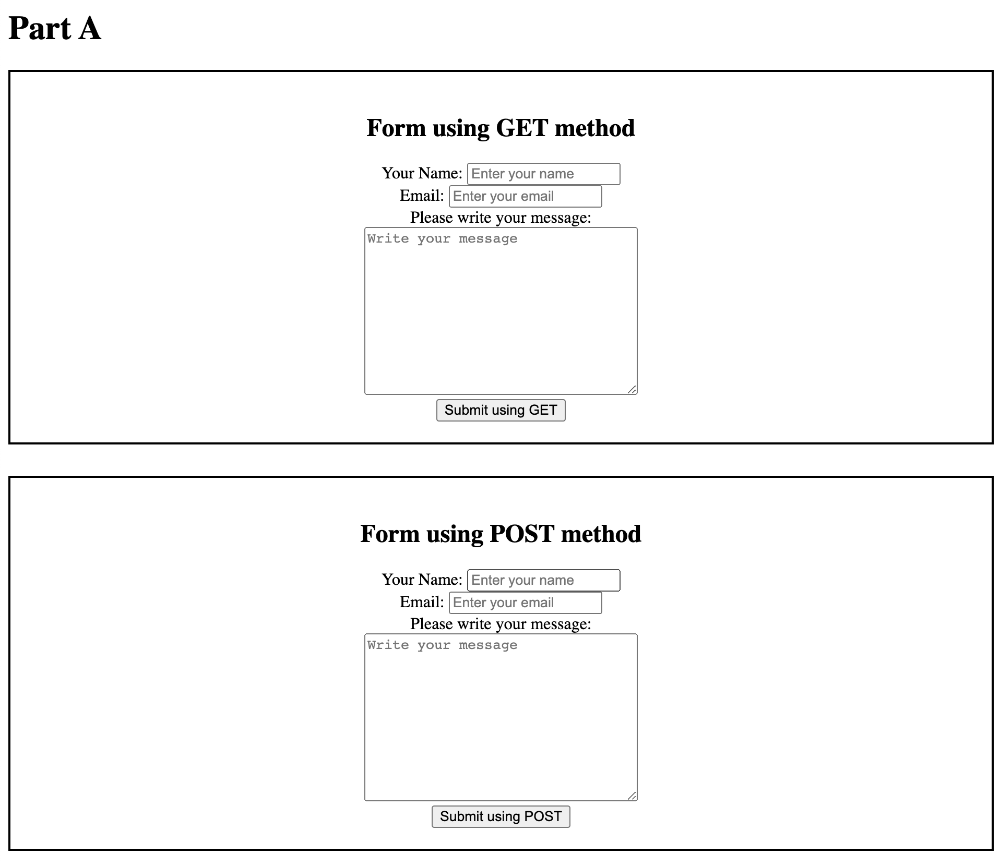 Part A
Form using GET method
Your Name: Enter your name
Email: Enter your email
Please write your message:
Write your message
Submit using GET
Form using POST method
Your Name: Enter your name
Email: Enter your email
Please write your message:
Write your message
Submit using POST